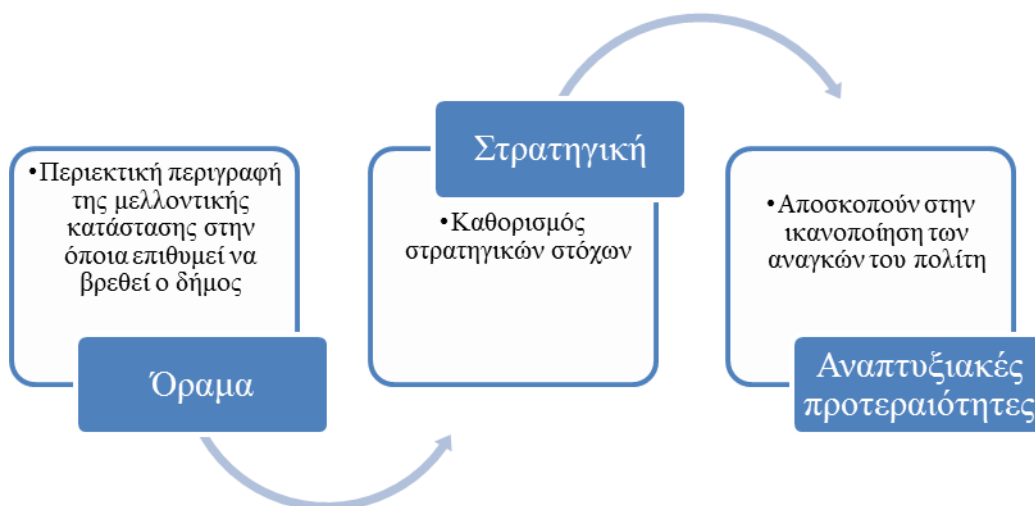 •Περιεκτική περιγραφή
της μελλοντικής
κατάστασης στην
όποια επιθυμεί να
βρεθεί ο δήμος
Όραμα
Στρατηγική
•Καθορισμός
στρατηγικών στόχων
•Αποσκοπούν στην
ικανοποίηση των
αναγκών του πολίτη
Αναπτυξιακές
προτεραιότητες